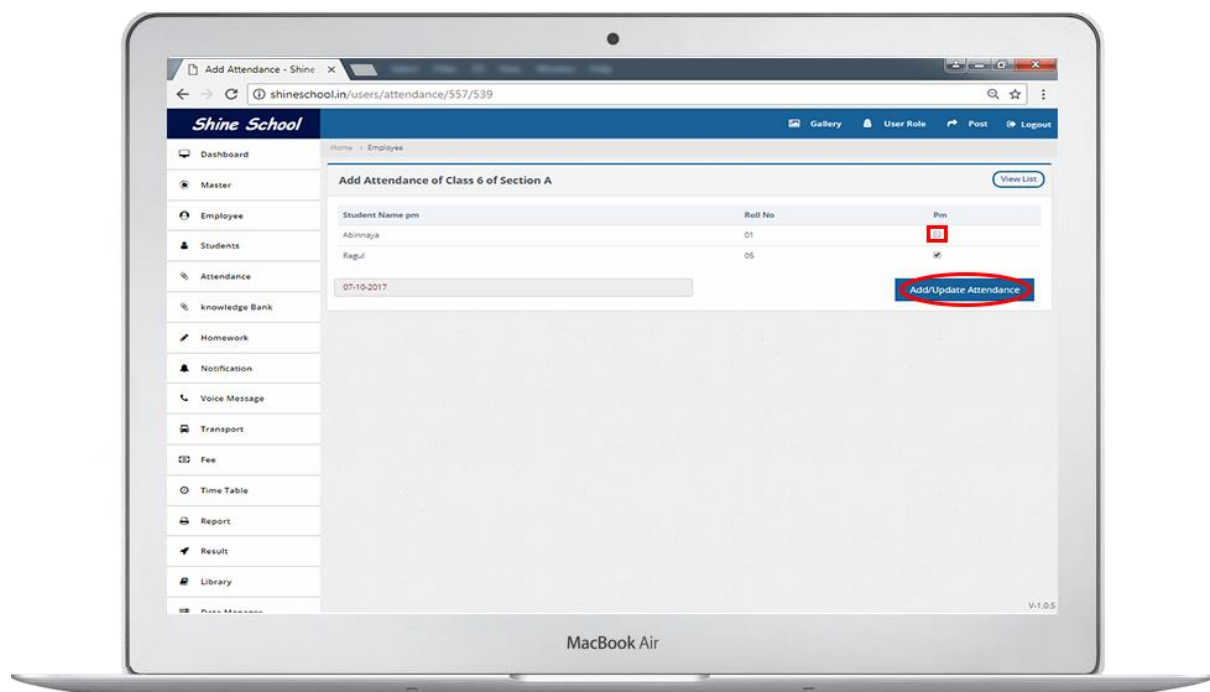 Add Attendance - Shine
shineschool.in/users/attendance/557/539
Shine School
Gallery User Role Post Logout
Home Employee
Dashboard
Master
Employee
Students
Attendance
knowledge Bank
Homework
Notification
Voice Message
Transport
Fee
Time Table
Report
Result
Library
Data Manager
Add Attendance of Class 6 of Section A View List
Student Name pm Roll No Pm
Abinnaya 01
Ragul 05
07-10-2017 Add/Update Attendance
V-1.0.5
MacBook Air